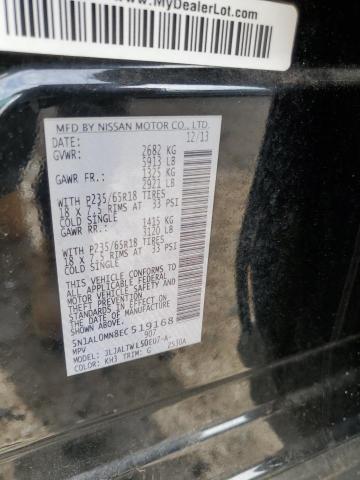 www.MyDealerLot.com
MFD BY NISSAN MOTOR CO., LTD.
DATE: 12/13
GVWR: 2682 KG
5913 LB
GAWR FR.: 1325 KG
2921 LB
WITH P235/65R18 TIRES
18 X 7.5 RIMS AT 33 PSI
COLD SINGLE
GAWR RR.: 1415 KG
3120 LB
WITH P235/65R18 TIRES
18 X 7.5 RIMS AT 33 PSI
COLD SINGLE
THIS VEHICLE CONFORMS TO ALL
APPLICABLE U.S. FEDERAL
MOTOR VEHICLE SAFETY AND
THEFT PREVENTION STANDARDS
IN EFFECT ON THE DATE OF
MANUFACTURE SHOWN ABOVE.
5N1AL0MN8EC519168
MPV 907
MODEL: JLJALTWL50EU7-A-
COLOR: KH3 TRIM: G 2530A